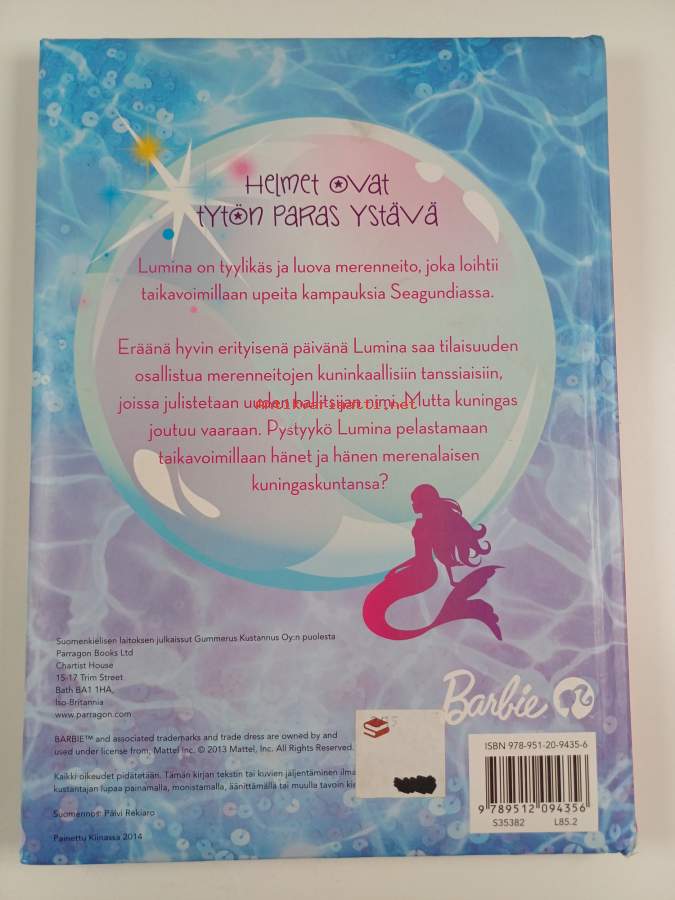 Helmet ovat
tytön paras ystävä
Lumina on tyylikäs ja luova merenneito, joka loihtii
taikavoimillaan upeita kampauksia Seagundiassa.
Eräänä hyvin erityisenä päivänä Lumina saa tilaisuuden
osallistua merenneitojen kuninkaallisiin tanssiaisiin,
joissa julistetaan uuden hallitsijan nimi. Mutta kuningas
Antikvariaatti.net
joutuu vaaraan. Pystyykö Lumina pelastamaan
taikavoimillaan hänet ja hänen merenalaisen
kuningaskuntansa?
Suomenkielisen laitoksen julkaissut Gummerus Kustannus Oy:n puolesta
Parragon Books Ltd
Chartist House
15-17 Trim Street
Bath BA1 1HA,
Iso-Britannia
www.parragon.com
Barbie
BARBIE™ and associated trademarks and trade dress are owned by and
used under license from, Mattel Inc. © 2013 Mattel, Inc. All Rights Reserved.
Kaikki oikeudet pidätetään. Tämän kirjan tekstin tai kuvien jäljentäminen ilma
kustantajan lupaa painamalla, monistamalla, äänittämällä tai muulla tavoin kie
Suomennos: Päivi Rekiaro
Painettu Kiinassa 2014
ISBN 978-951-20-9435-6
9 789512 094356
S35382 L85.2